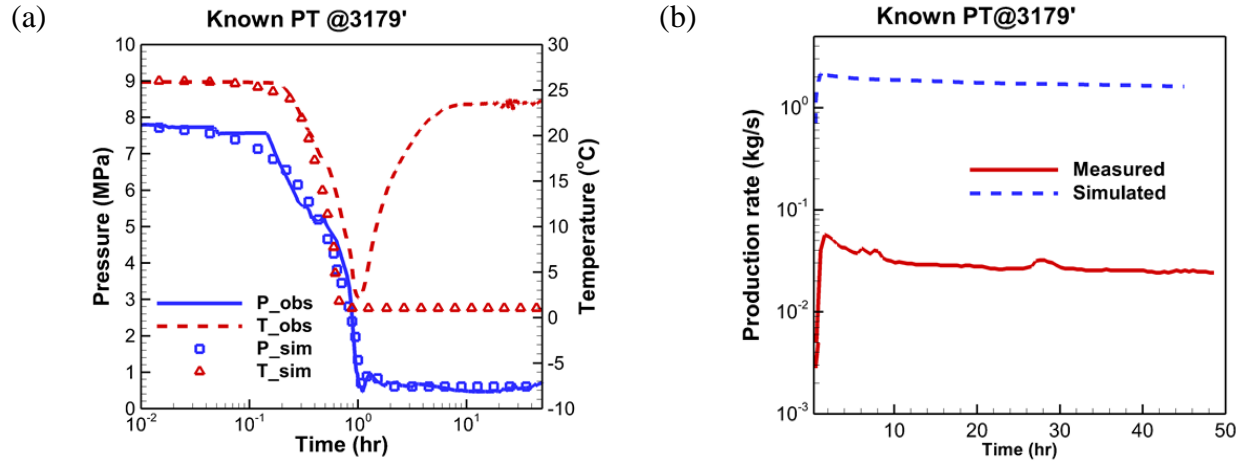 (a)
Known PT @3179'
10
9
8
7
6
5
4
3
2
1
0
Pressure (MPa)
30
25
20
15
10
5
0
-5
-10
Temperature (°C)
P_obs
T_obs
P_sim
T_sim
10-2
10-1
100
101
Time (hr)
(b)
Known PT@3179'
100
10-1
10-2
10-3
Production rate (kg/s)
Measured
Simulated
10
20
30
40
50
Time (hr)